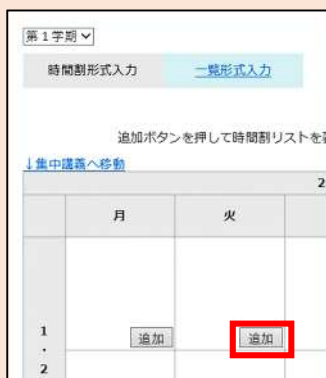 第1学期
時間割形式入力 一覧形式入力
追加ボタンを押して時間割リストを
↓集中講義へ移動
2
月 火
追加 追加
1
・
2